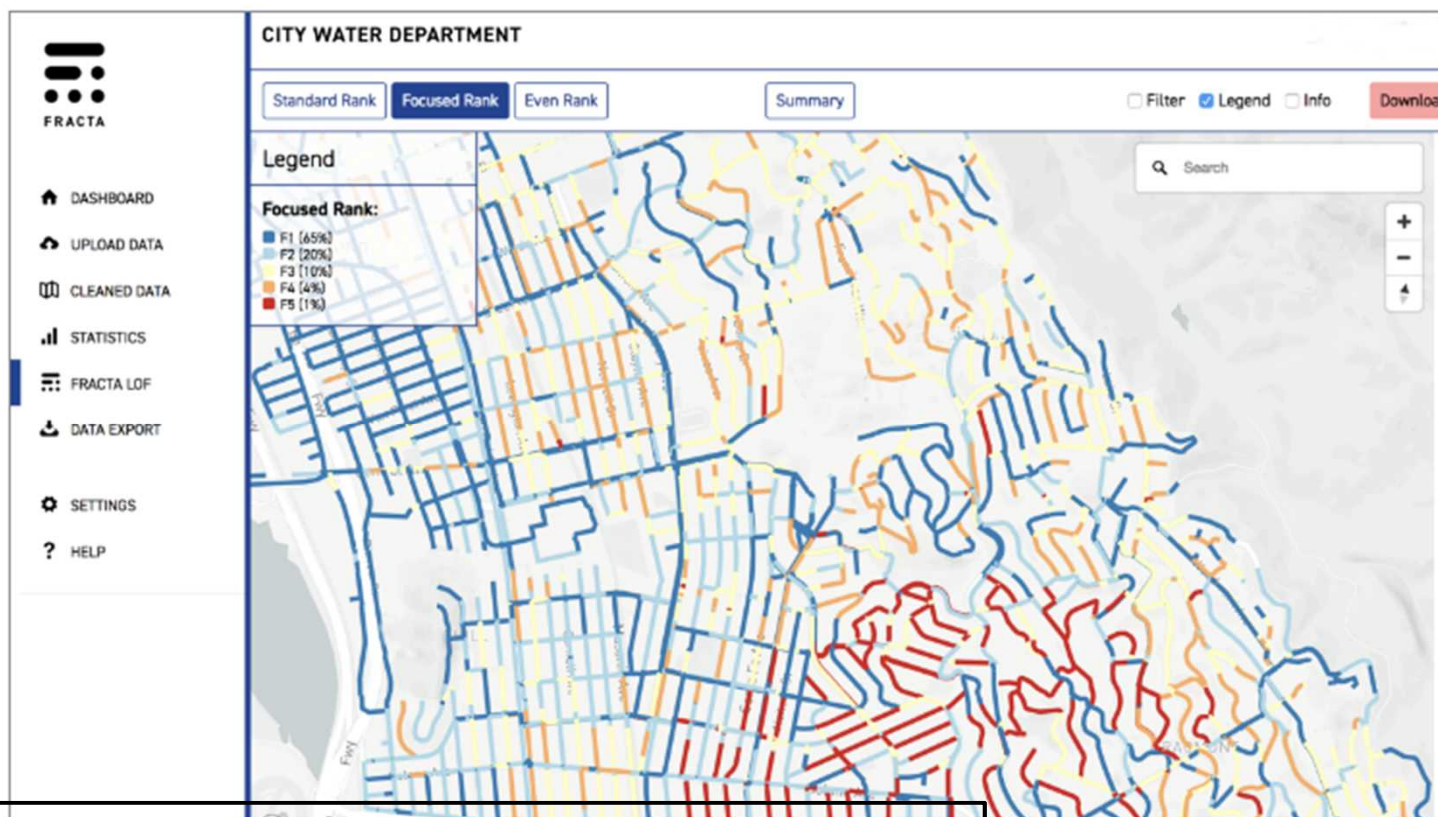 FRACTA
DASHBOARD
UPLOAD DATA
CLEANED DATA
STATISTICS
FRACTA LOF
DATA EXPORT
SETTINGS
? HELP
CITY WATER DEPARTMENT
Standard Rank Focused Rank Even Rank Summary Filter Legend Info Downloa
Legend
Focused Rank:
F1 (65%)
F2 (20%)
F3 (10%)
F4 (4%)
F5 (1%)
Search
+
−
Fwy